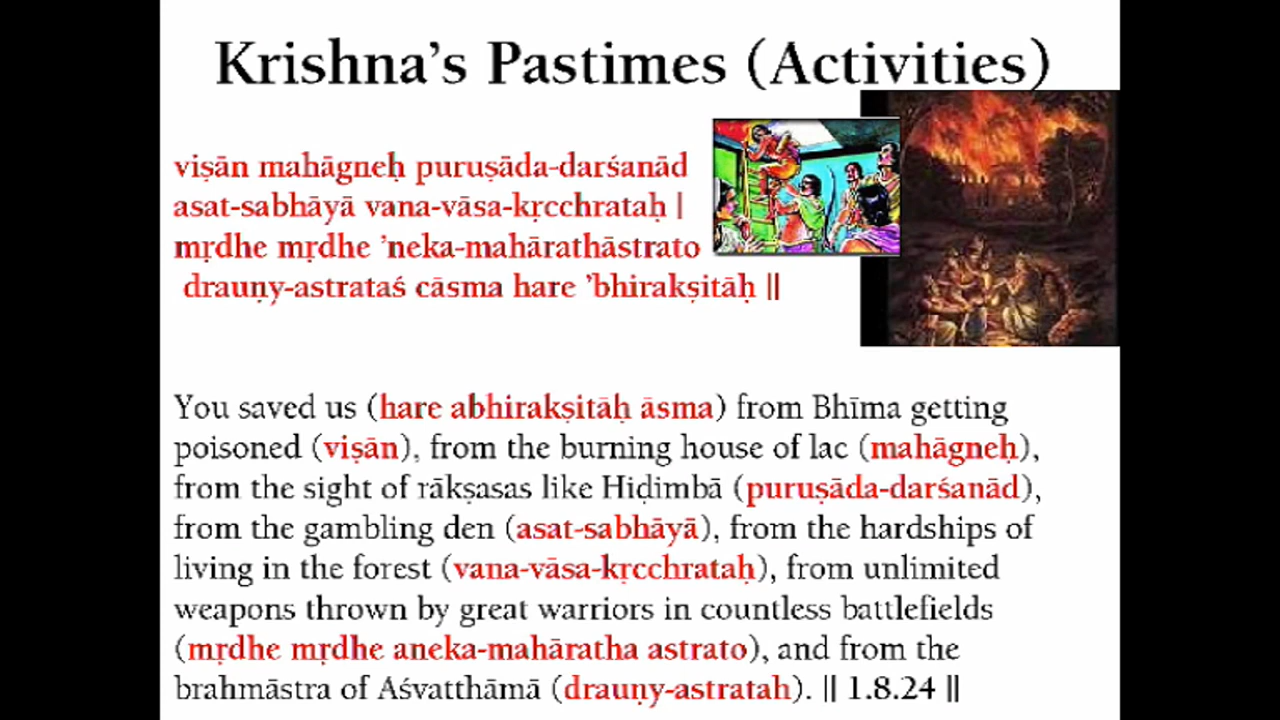 Krishna's Pastimes (Activities)
viṣān mahāgneḥ puruṣāda-darśanād
asat-sabhāyā vana-vāsa-kṛcchrataḥ |
mṛdhe mṛdhe 'neka-mahārathāstrato
drauṇy-astrataś cāsma hare 'bhirakṣitāḥ ||
You saved us (hare abhirakṣitāḥ āsma) from Bhīma getting
poisoned (viṣān), from the burning house of lac (mahāgneḥ),
from the sight of rākṣasas like Hiḍimbā (puruṣāda-darśanād),
from the gambling den (asat-sabhāyā), from the hardships of
living in the forest (vana-vāsa-kṛcchrataḥ), from unlimited
weapons thrown by great warriors in countless battlefields
(mṛdhe mṛdhe aneka-mahāratha astrato), and from the
brahmāstra of Aśvatthāmā (drauṇy-astrataḥ). || 1.8.24 ||